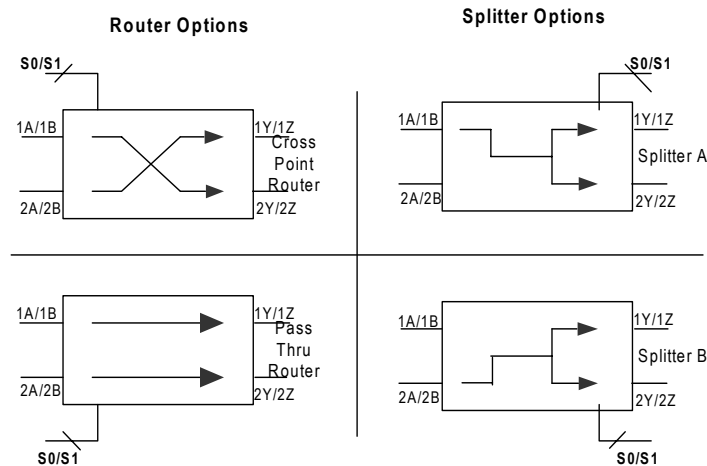 Router Options
Splitter Options
S0/S1
1A/1B
2A/2B
1Y/1Z
Cross
Point
Router
2Y/2Z
S0/S1
1A/1B
2A/2B
1Y/1Z
Splitter A
2Y/2Z
1A/1B
2A/2B
1Y/1Z
Pass
Thru
Router
2Y/2Z
S0/S1
1A/1B
2A/2B
1Y/1Z
Splitter B
2Y/2Z
S0/S1